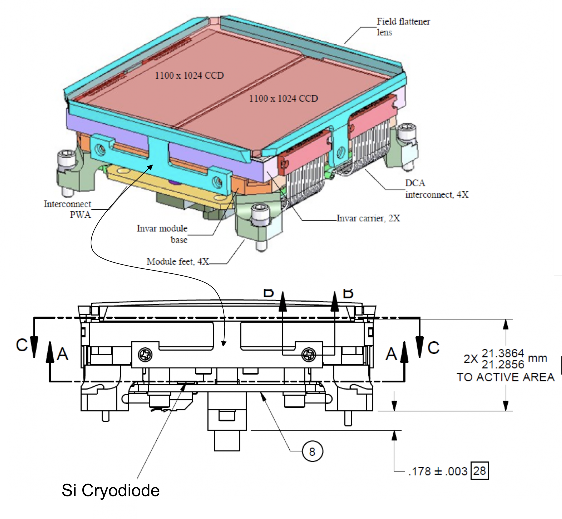 Field flattener
lens
1100 x 1024 CCD
1100 x 1024 CCD
DCA
interconnect, 4X
Interconnect
PWA
Invar carrier, 2X
Invar module
base
Module feet, 4X
B
B
C
A
A
C
2X 21.3864 mm
21.2856
TO ACTIVE AREA
8
.178 ± .003 28
Si Cryodiode